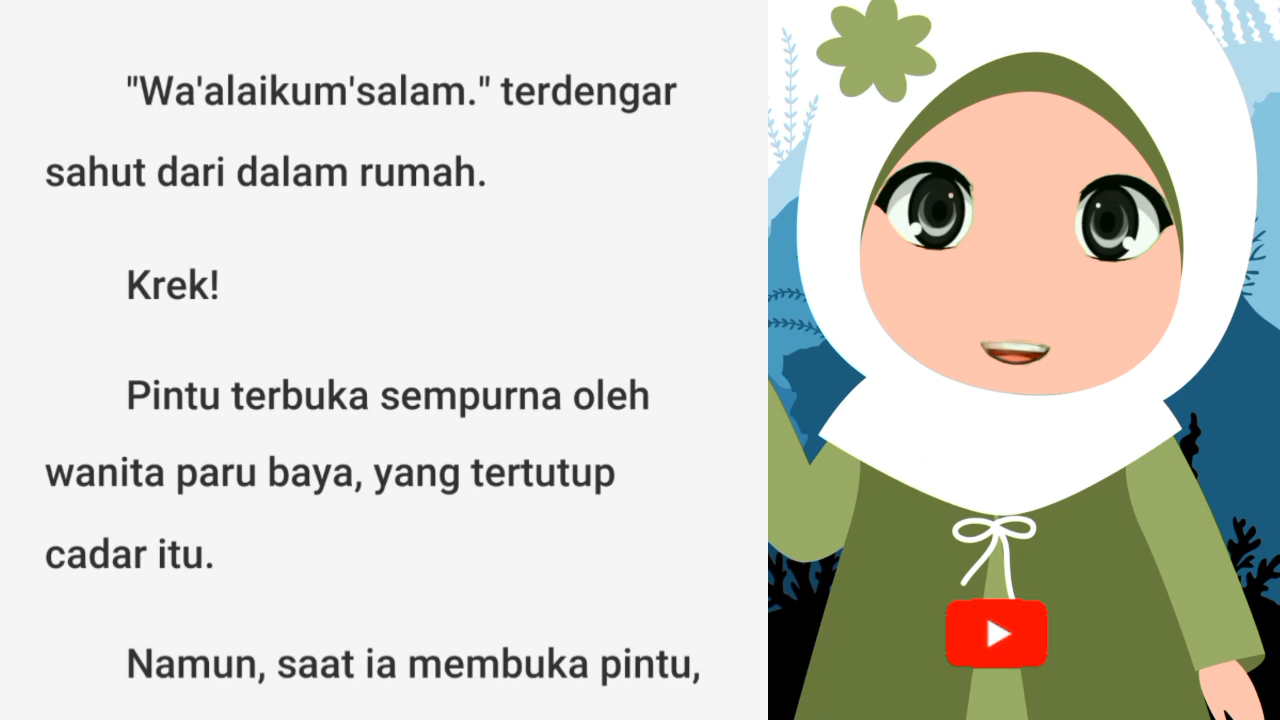 "Wa'alaikum'salam." terdengar
sahut dari dalam rumah.
Krek!
Pintu terbuka sempurna oleh
wanita paru baya, yang tertutup
cadar itu.
Namun, saat ia membuka pintu,